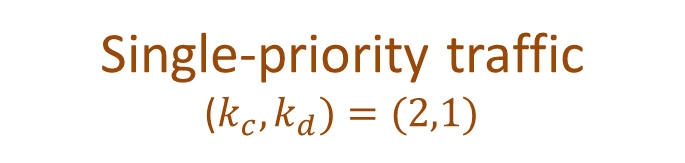 Single-priority traffic
(k_c, k_d) = (2,1)